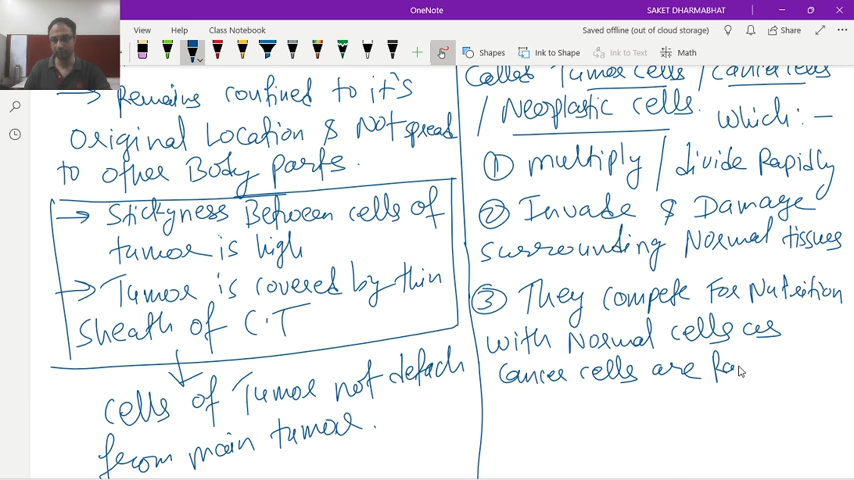 OneNote
SAKET DHARMABHAT
View
Help
Class Notebook
Saved offline (out of cloud storage)
Share
Shapes
Ink to Shape
Ink to Text
Math
→ Remains confined to it's
Original Location & Not spread
to other Body parts.
→ Stickyness Between cells of
tumor is high
→ Tumor is covered by thin
sheath of C.T
cells of Tumor not detach
from main tumor.
Called Tumor cells / Cancer cells
/ Neoplastic cells. which : –
① multiply / divide Rapidly
② Invade & Damage
surrounding Normal tissues
③ They compete For Nutrition
with Normal cells as
Cancer cells are Ra